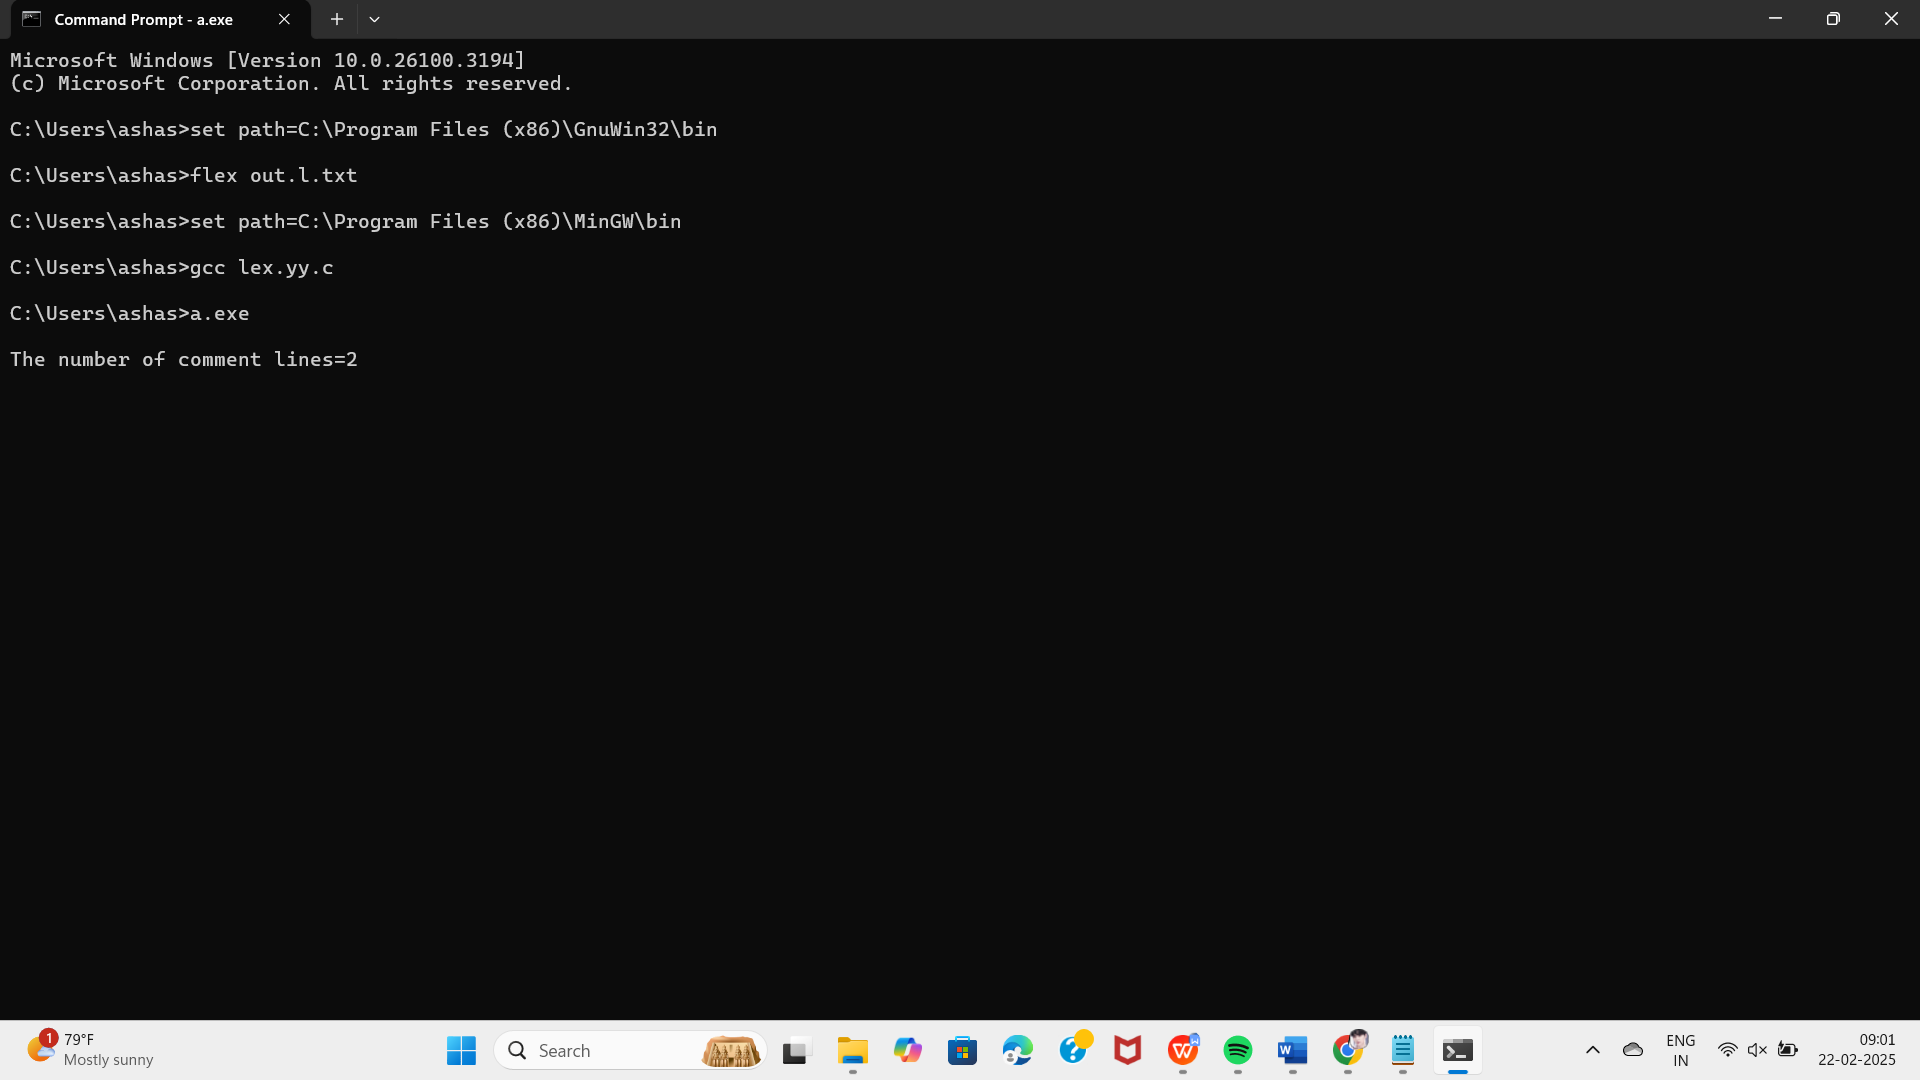 Command Prompt - a.exe
Microsoft Windows [Version 10.0.26100.3194]
(c) Microsoft Corporation. All rights reserved.
C:\Users\ashas>set path=C:\Program Files (x86)\GnuWin32\bin
C:\Users\ashas>flex out.l.txt
C:\Users\ashas>set path=C:\Program Files (x86)\MinGW\bin
C:\Users\ashas>gcc lex.yy.c
C:\Users\ashas>a.exe
The number of comment lines=2
1
79°F
Mostly sunny
Search
ENG
IN
09:01
22-02-2025